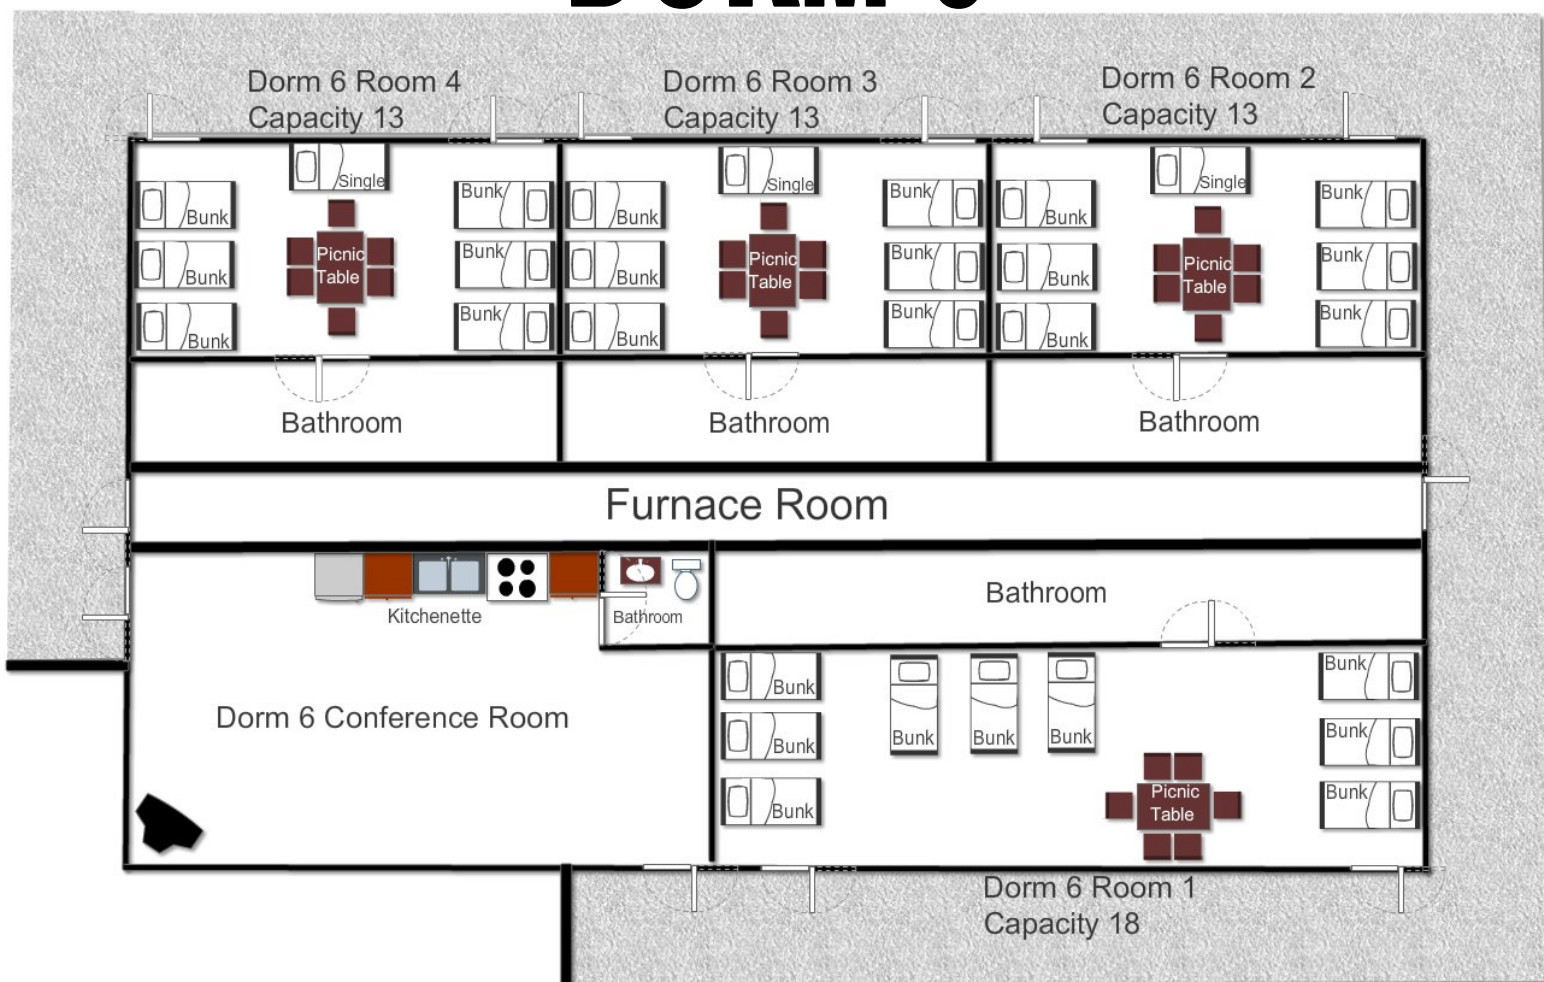 Dorm 6 Room 4
Capacity 13
Dorm 6 Room 3
Capacity 13
Dorm 6 Room 2
Capacity 13
Single
Bunk
Bunk
Bunk
Bunk
Bunk
Bunk
Picnic
Table
Single
Bunk
Bunk
Bunk
Bunk
Bunk
Bunk
Picnic
Table
Single
Bunk
Bunk
Bunk
Bunk
Bunk
Bunk
Picnic
Table
Bathroom
Bathroom
Bathroom
Furnace Room
Kitchenette
Bathroom
Bathroom
Dorm 6 Conference Room
Bunk
Bunk
Bunk
Bunk
Bunk
Bunk
Bunk
Bunk
Bunk
Picnic
Table
Dorm 6 Room 1
Capacity 18